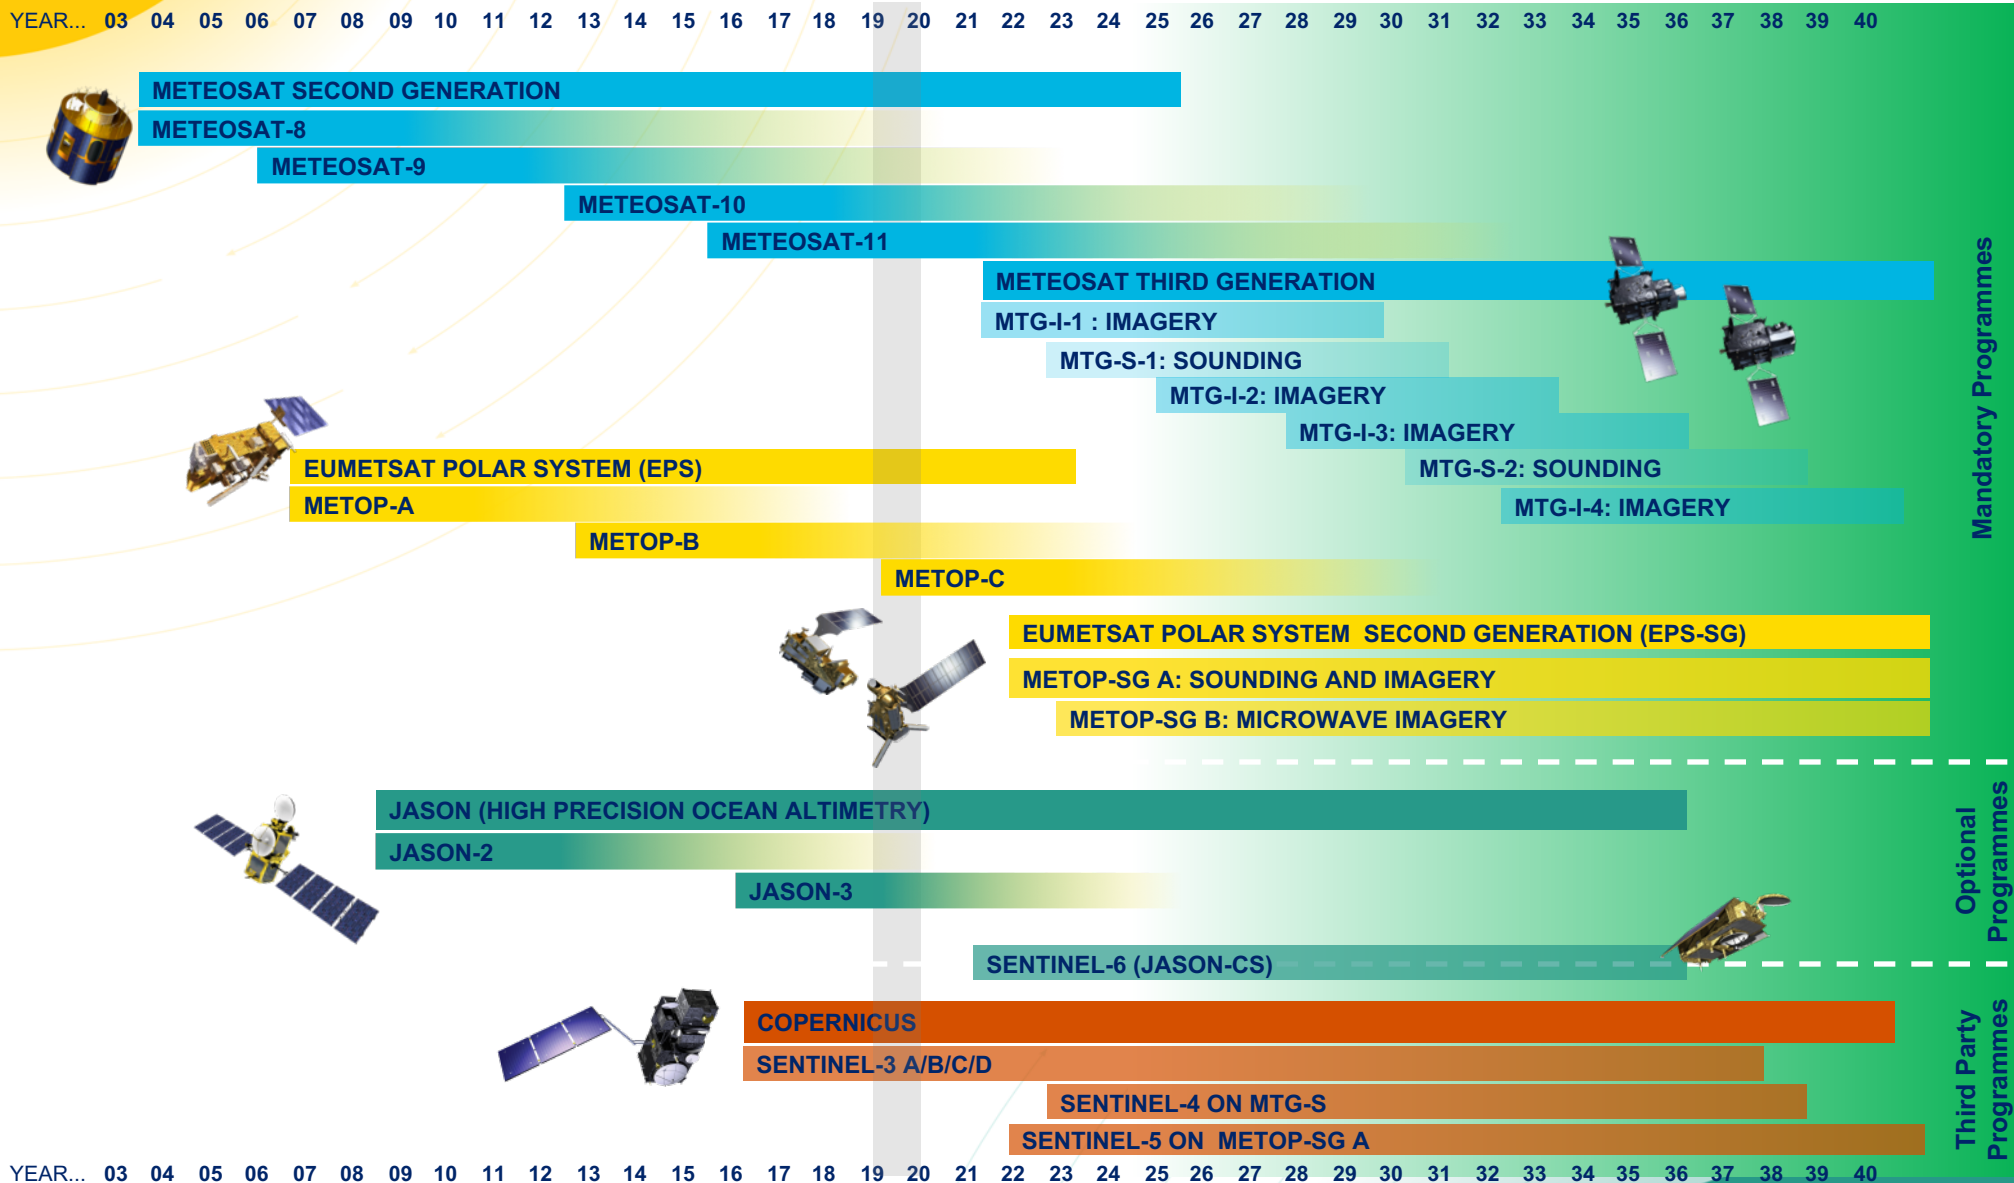 YEAR... 03 04 05 06 07 08 09 10 11 12 13 14 15 16 17 18 19 20 21 22 23 24 25 26 27 28 29 30 31 32 33 34 35 36 37 38 39 40
METEOSAT SECOND GENERATION
METEOSAT-8
METEOSAT-9
METEOSAT-10
METEOSAT-11
METEOSAT THIRD GENERATION
MTG-I-1 : IMAGERY
MTG-S-1: SOUNDING
MTG-I-2: IMAGERY
MTG-I-3: IMAGERY
MTG-S-2: SOUNDING
MTG-I-4: IMAGERY
Mandatory Programmes
EUMETSAT POLAR SYSTEM (EPS)
METOP-A
METOP-B
METOP-C
EUMETSAT POLAR SYSTEM SECOND GENERATION (EPS-SG)
METOP-SG A: SOUNDING AND IMAGERY
METOP-SG B: MICROWAVE IMAGERY
JASON (HIGH PRECISION OCEAN ALTIMETRY)
JASON-2
JASON-3
SENTINEL-6 (JASON-CS)
Optional
Programmes
COPERNICUS
SENTINEL-3 A/B/C/D
SENTINEL-4 ON MTG-S
SENTINEL-5 ON METOP-SG A
Third Party
Programmes
YEAR... 03 04 05 06 07 08 09 10 11 12 13 14 15 16 17 18 19 20 21 22 23 24 25 26 27 28 29 30 31 32 33 34 35 36 37 38 39 40